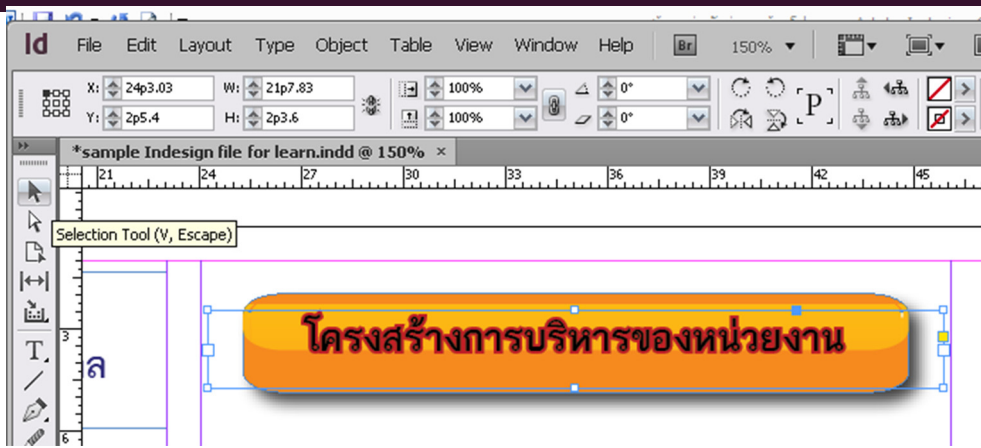 Id File Edit Layout Type Object Table View Window Help Br 150%
X: 24p3.03 W: 21p7.83 100% 0°
Y: 2p5.4 H: 2p3.6 100% 0° P
*sample Indesign file for learn.indd @ 150% ×
21 24 27 30 33 36 39 42 45
Selection Tool (V, Escape)
โครงสร้างการบริหารของหน่วยงาน
3
T
ล
6